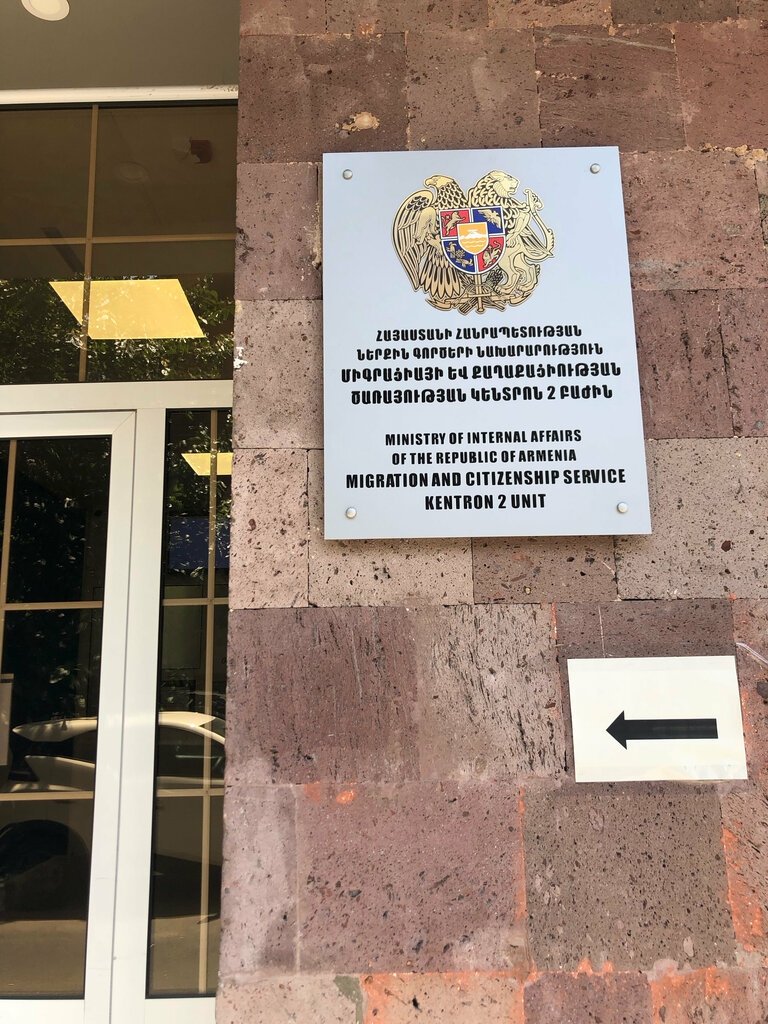 ՀԱՅԱՍՏԱՆԻ ՀԱՆՐԱՊԵՏՈՒԹՅԱՆ
ՆԵՐՔԻՆ ԳՈՐԾԵՐԻ ՆԱԽԱՐԱՐՈՒԹՅՈՒՆ
ՄԻԳՐԱՑԻԱՅԻ ԵՎ ՔԱՂԱՔԱՑԻՈՒԹՅԱՆ
ԾԱՌԱՅՈՒԹՅԱՆ ԿԵՆՏՐՈՆ 2 ԲԱԺԻՆ
MINISTRY OF INTERNAL AFFAIRS
OF THE REPUBLIC OF ARMENIA
MIGRATION AND CITIZENSHIP SERVICE
KENTRON 2 UNIT